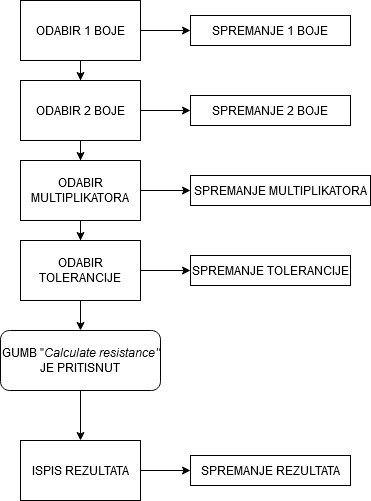 ODABIR 1 BOJE
SPREMANJE 1 BOJE
ODABIR 2 BOJE
SPREMANJE 2 BOJE
ODABIR
MULTIPLIKATORA
SPREMANJE MULTIPLIKATORA
ODABIR
TOLERANCIJE
SPREMANJE TOLERANCIJE
GUMB "Calculate resistance"
JE PRITISNUT
ISPIS REZULTATA
SPREMANJE REZULTATA